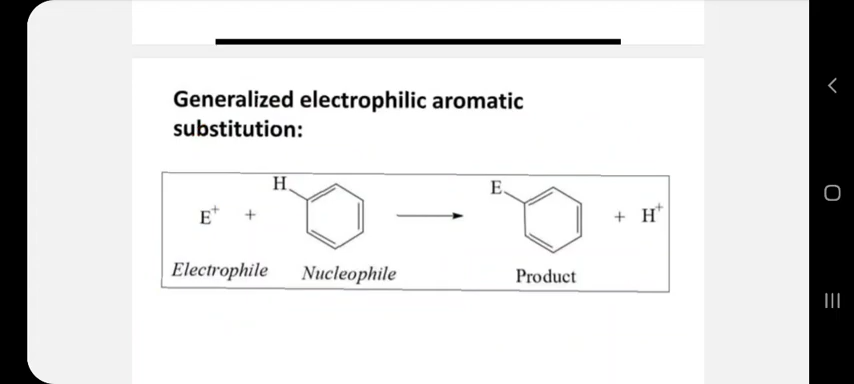 Generalized electrophilic aromatic
substitution:
H
E⁺ +
E
+ H⁺
Electrophile Nucleophile Product